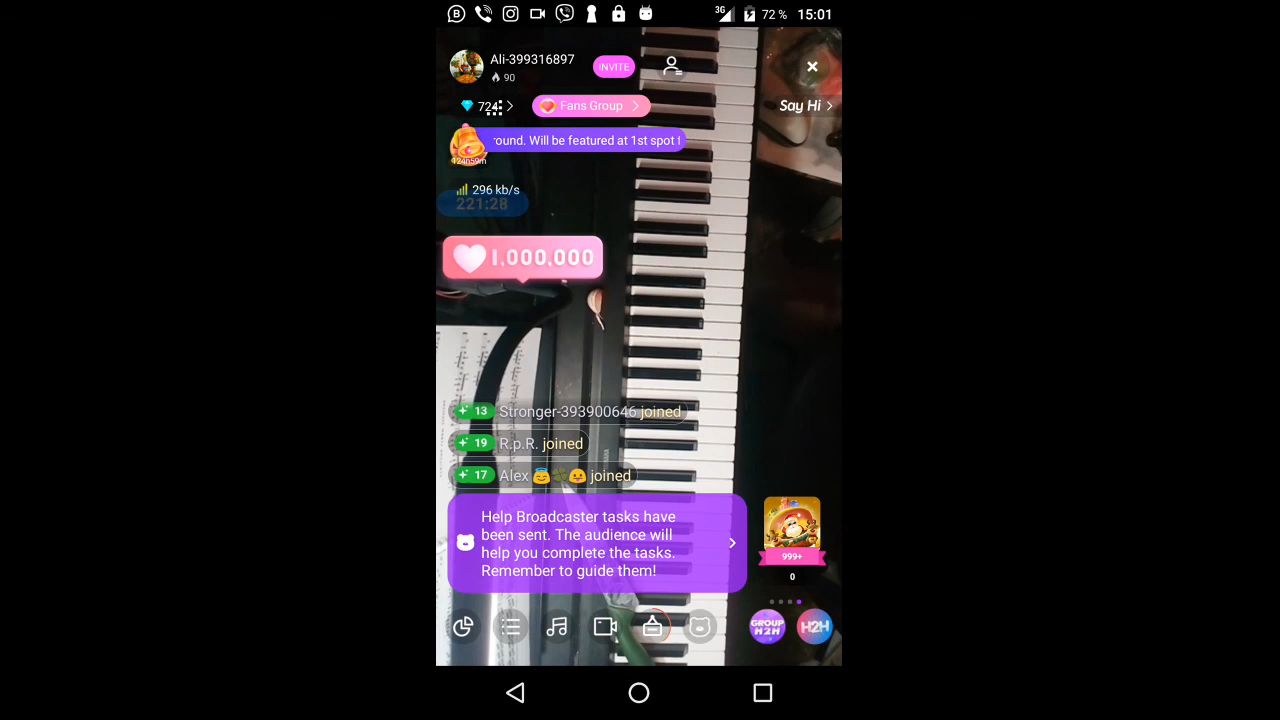 3G 72 % 15:01
Ali-399316897 INVITE
90
724 Fans Group Say Hi
round. Will be featured at 1st spot
124h59m
296 kb/s
221:28
1,000,000
13 Stronger-393900646 joined
19 R.p.R. joined
17 Alex 😇🍀😛 joined
Help Broadcaster tasks have
been sent. The audience will
help you complete the tasks.
Remember to guide them!
999+
0
GROUP
H2H
H2H